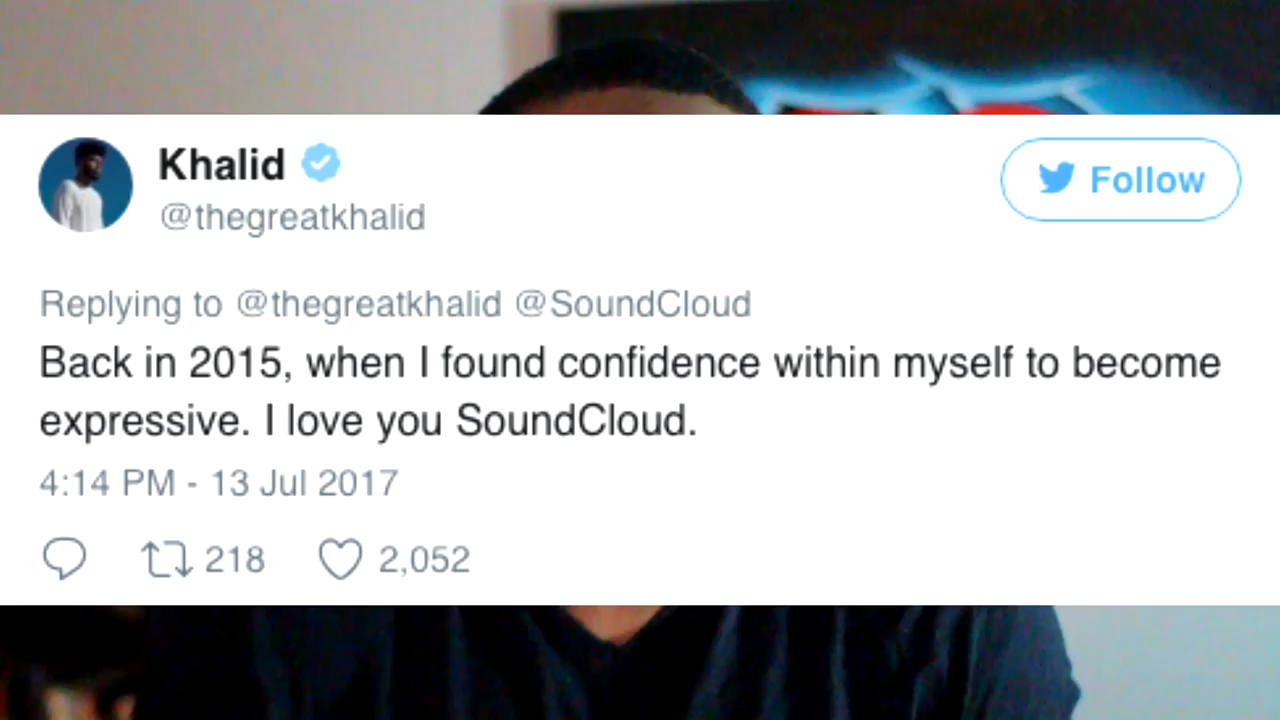 Khalid
@thegreatkhalid
Follow
Replying to @thegreatkhalid @SoundCloud
Back in 2015, when I found confidence within myself to become
expressive. I love you SoundCloud.
4:14 PM - 13 Jul 2017
218 2,052